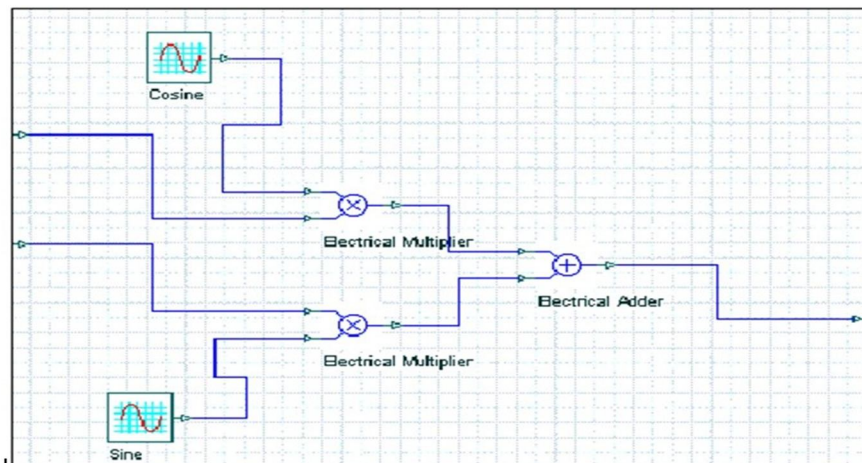 Cosine
Electrical Multiplier
Electrical Adder
Electrical Multiplier
Sine